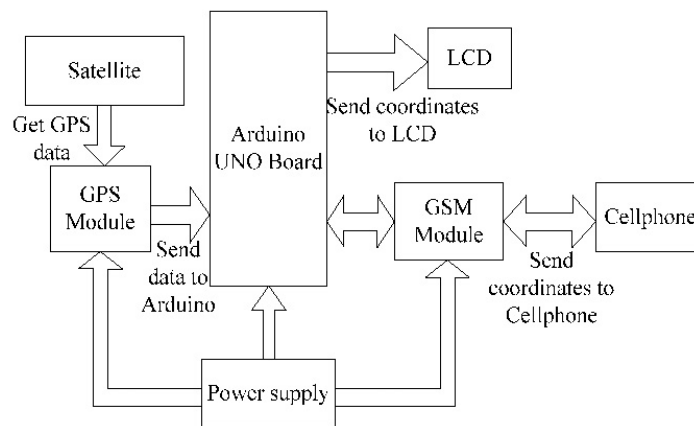 Satellite
LCD
Get GPS
data
Arduino
UNO Board
Send coordinates
to LCD
GPS
Module
GSM
Module
Cellphone
Send
data to
Arduino
Send
coordinates to
Cellphone
Power supply